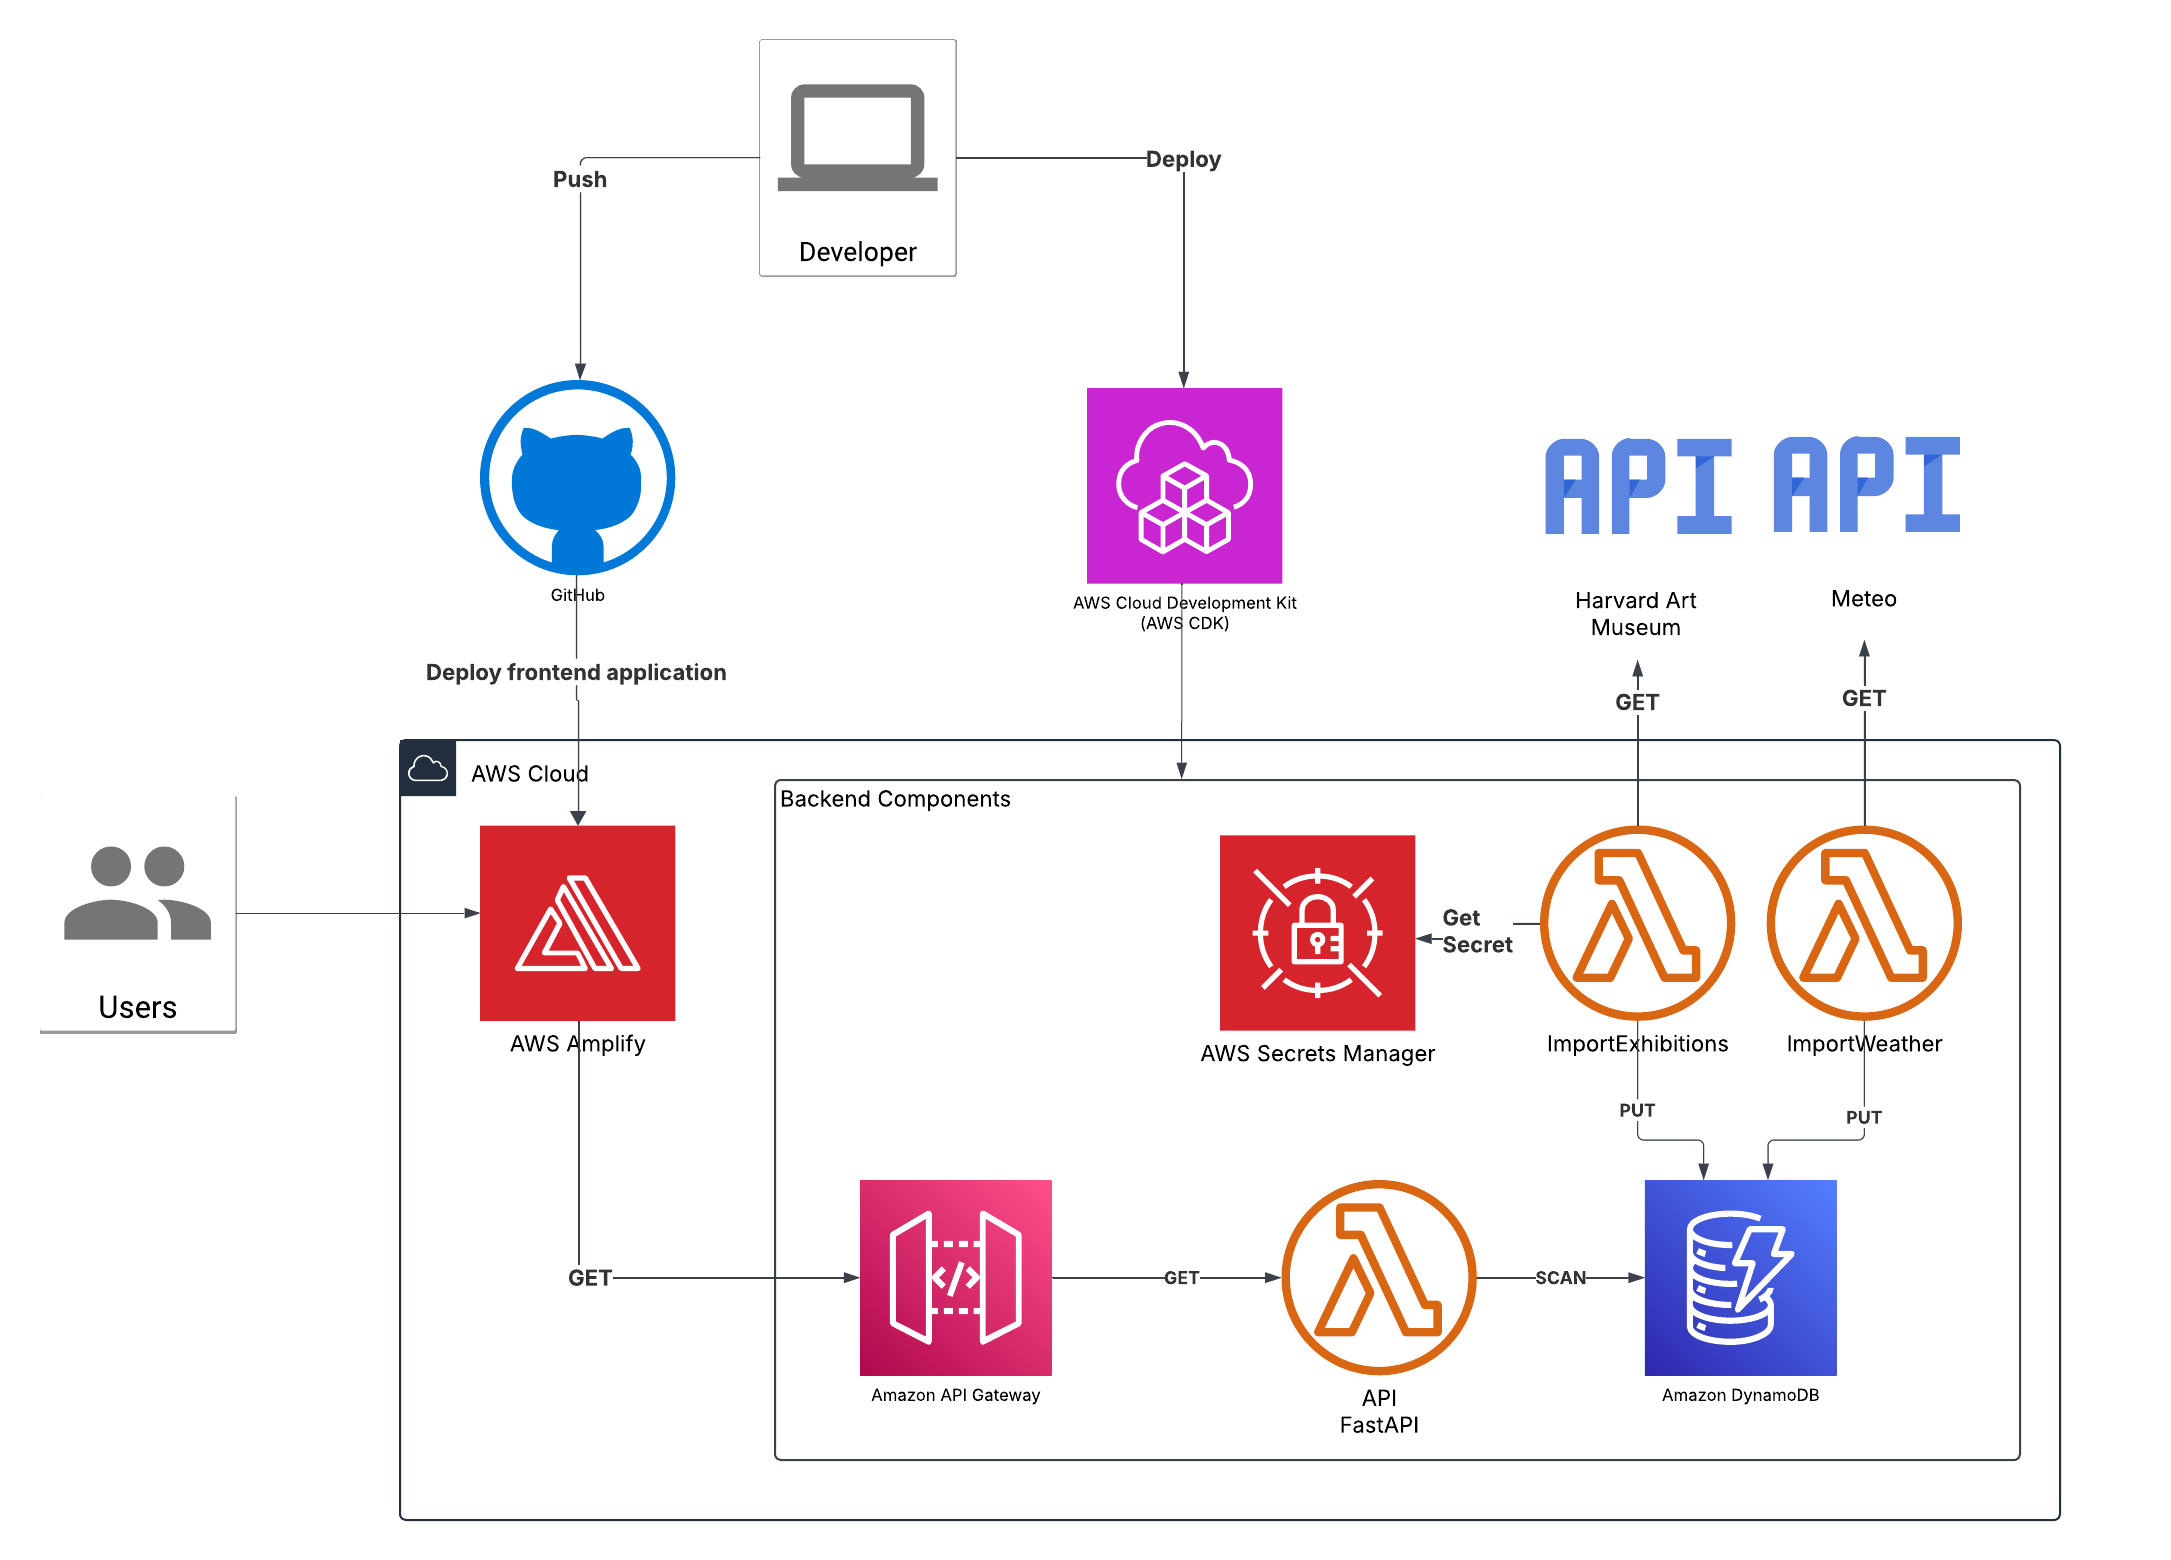 Developer
Push
Deploy
GitHub
AWS Cloud Development Kit
(AWS CDK)
API
API
Harvard Art
Museum
Meteo
Deploy frontend application
GET
GET
AWS Cloud
Backend Components
Users
AWS Amplify
AWS Secrets Manager
Get
Secret
ImportExhibitions
ImportWeather
PUT
PUT
GET
GET
SCAN
Amazon API Gateway
API
FastAPI
Amazon DynamoDB